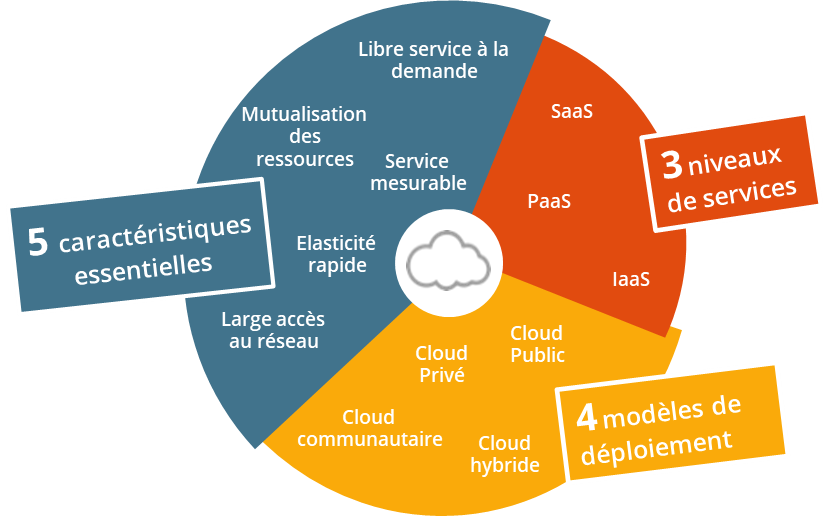 Libre service à la
demande
Mutualisation
des
ressources
Service
mesurable
5 caractéristiques
essentielles
Elasticité
rapide
Large accès
au réseau
SaaS
PaaS
IaaS
3 niveaux
de services
Cloud
Public
Cloud
Privé
Cloud
communautaire
Cloud
hybride
4 modèles de
déploiement